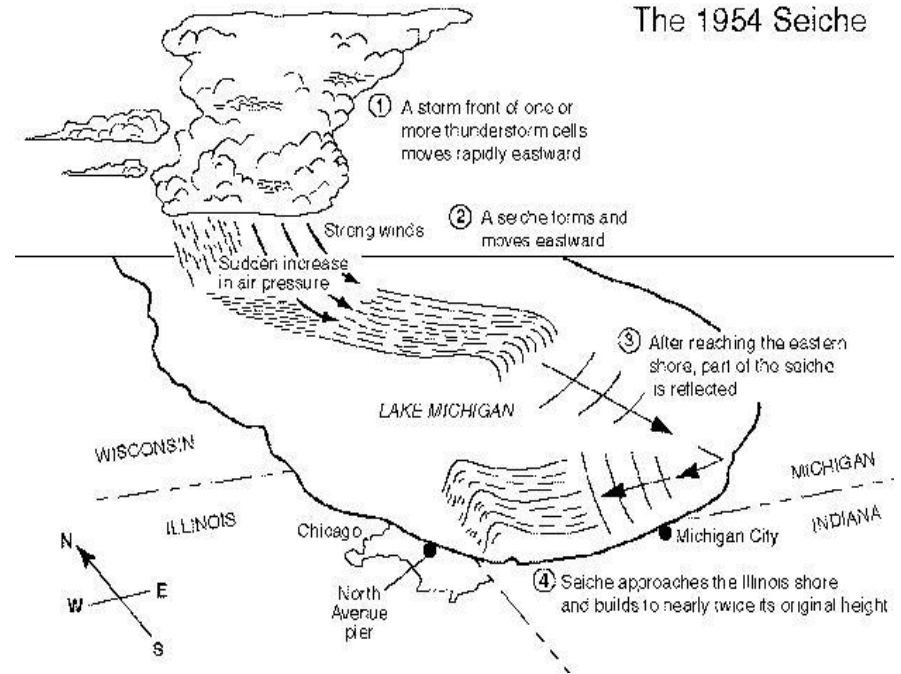 The 1954 Seiche
① A storm front of one or
more thunderstorm cells
moves rapidly eastward
Strong winds
② A seiche forms and
moves eastward
Sudden increase
in air pressure
③ After reaching the eastern
shore, part of the seiche
is reflected
LAKE MICHIGAN
WISCONSIN
MICHIGAN
ILLINOIS
INDIANA
Chicago
Michigan City
N
W
E
S
North
Avenue
pier
④ Seiche approaches the Illinois shore
and builds to nearly twice its original height